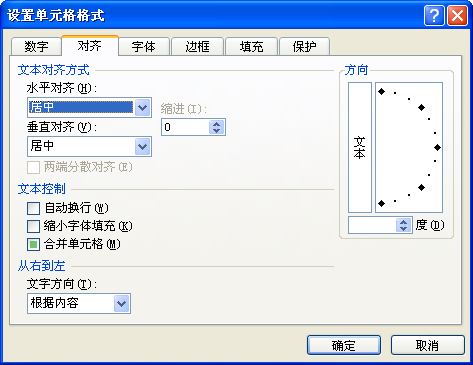 设置单元格格式
数字 对齐 字体 边框 填充 保护
文本对齐方式
水平对齐(H):
居中
缩进(I):
垂直对齐(V):
0
居中
两端分散对齐(E)
文本控制
自动换行(W)
缩小字体填充(K)
合并单元格(M)
从右到左
文字方向(T):
根据内容
方向
文本
度(D)
确定 取消